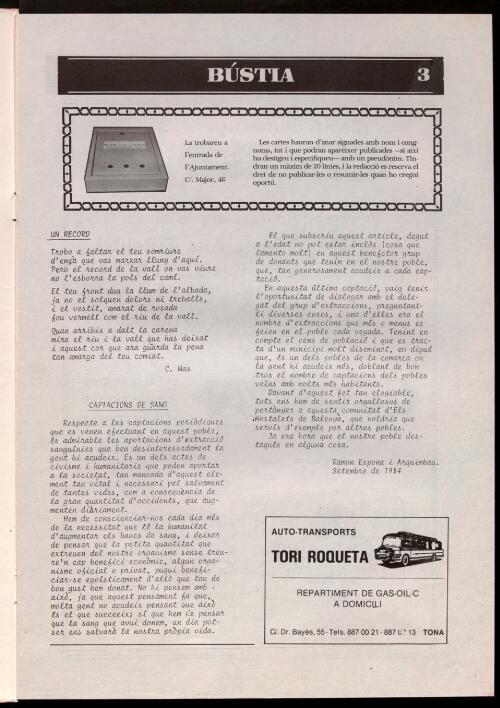 BÚSTIA 3
La trobareu a
l'entrada de
l'Ajuntament.
C/. Major, 46
Les cartes hauran d'anar signades amb nom i cong-
noms, tot i que podran aparèixer publicades —si així
ho desitgeu i especifiqueu— amb un pseudònim. Tin-
dran un màxim de 20 línies, i la redacció es reserva el
dret de no publicar-les o resumir-les quan ho cregui
oportú.
UN RECORD
Trobo a faltar el teu somriure
d'ençà que vas marxar lluny d'aquí.
Però el record de la vall on vas viure
no l'esborra la pols del camí.
El teu front duu la llum de l'albada,
ja no el solquen dolors ni treballs,
i el vestit, amarat de rosada
fou vermell com el riu de la vall.
Quan arribis a dalt la carena
mira el riu i la vall que has deixat
i aquest cor que ara guarda la pena
tan amarga del teu comiat.
C. Mas
CAPTACIONS DE SANG
Respecte a les captacions periòdiques
que es venen efectuant en aquest poble,
és admirable les aportacions d'extracció
sanguínies que ben desinteressadament la
gent hi acudeix. És un dels actes de
civisme i humanitaris que poden aportar
a la societat, tan mancada d'aquest ele-
ment tan vital i necessari pel salvament
de tantes vides, com a conseqüència de
la gran quantitat d'accidents, que aug-
menten diàriament.
Hem de conscienciar-nos cada dia més
de la necessitat que té la humanitat
d'augmentar els bancs de sang, i deixar
de pensar que la petita quantitat que
extreuen del nostre organisme sense treu-
re'n cap benefici econòmic, algun orga-
nisme oficial o privat, pugui benefi-
ciar-se egoísticament d'allò que tan de
bon gust hem donat. No hi pensem amb
això, ja que aquest pensament fa que,
molta gent no acudeix pensant que això
és el que succeeix; sí que hem de pensar
que la sang que avui donem, un dia pot-
ser ens salvarà la nostra pròpia vida.
El que subscriu aquest article, degut
a l'edat no pot estar inclòs (cosa que
lamento molt) en aquest benefactor grup
de donants que tenim en el nostre poble,
que, tan generosament acudeix a cada cap-
tació.
En aquesta última captació, vaig tenir
l'oportunitat de dialogar amb el dele-
gat del grup d'extraccions, preguntant-
li diverses coses, i una d'elles era el
nombre d'extraccions que més o menus es
feien en el poble cada vegada. Tenint en
compte el cens de població i que es trac-
ta d'un municipi molt diseminat, en digué
que, és un dels pobles de la comarca on
la gent hi acudeix més, doblant de bon
tros el nombre de captacions dels pobles
veïns amb molts més habitants.
Davant d'aquest fet tan elogiable,
tots ens hem de sentir orgullosos de
pertànyer a aquesta comunitat d'Els
Hostalets de Balenyà, que voldria que
servís d'exemple per altres pobles.
Ja era hora que el nostre poble des-
taqués en alguna cosa.
Ramon Espona i Arquimbau.
Setembre de 1984
AUTO-TRANSPORTS
TORI ROQUETA
REPARTIMENT DE GAS-OIL-C
A DOMICILI
C/. Dr. Bayés, 55 - Tels. 887 00 21 - 887 13 TONA